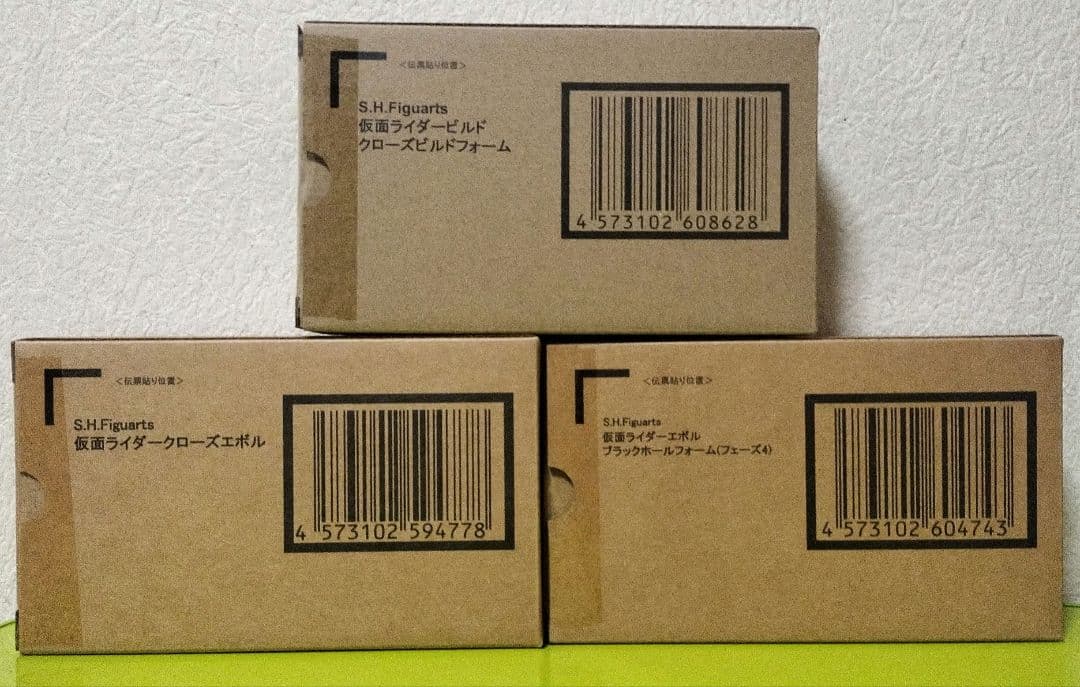 <伝票貼り位置>
S.H.Figuarts
仮面ライダービルド
クローズビルドフォーム
4 573102 608628
<伝票貼り位置>
S.H.Figuarts
仮面ライダークローズエボル
4 573102 594778
<伝票貼り位置>
S.H.Figuarts
仮面ライダーエボル
ブラックホールフォーム(フェーズ4)
4 573102 604743